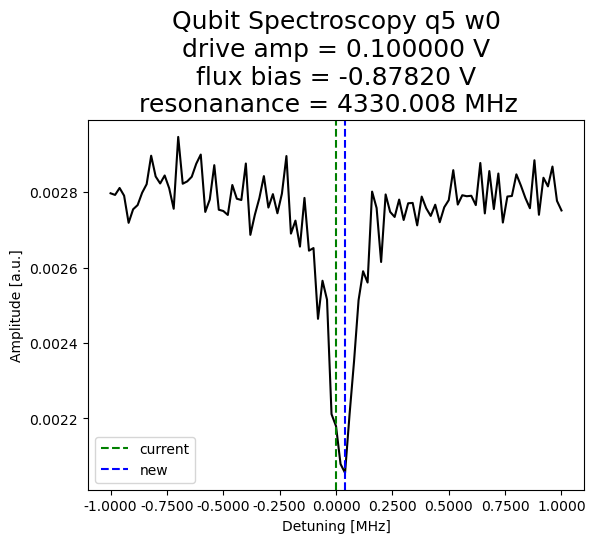 Qubit Spectroscopy q5 w0
drive amp = 0.100000 V
flux bias = -0.87820 V
resonanance = 4330.008 MHz
0.0028
0.0026
0.0024
0.0022
Amplitude [a.u.]
current
new
-1.0000 -0.7500 -0.5000 -0.2500 0.0000 0.2500 0.5000 0.7500 1.0000
Detuning [MHz]